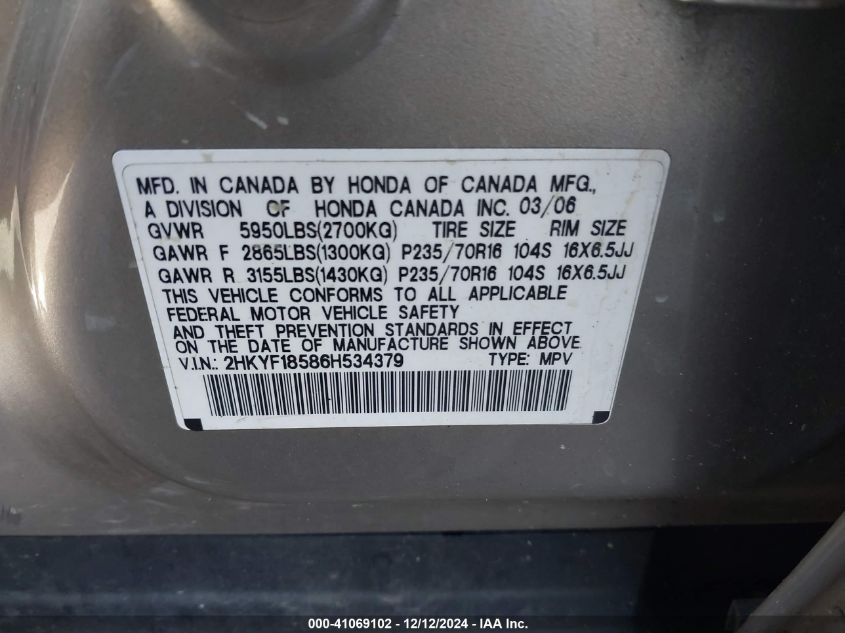 MFD. IN CANADA BY HONDA OF CANADA MFG.,
A DIVISION OF HONDA CANADA INC. 03/06
GVWR 5950LBS(2700KG) TIRE SIZE RIM SIZE
GAWR F 2865LBS(1300KG) P235/70R16 104S 16X6.5JJ
GAWR R 3155LBS(1430KG) P235/70R16 104S 16X6.5JJ
THIS VEHICLE CONFORMS TO ALL APPLICABLE
FEDERAL MOTOR VEHICLE SAFETY
AND THEFT PREVENTION STANDARDS IN EFFECT
ON THE DATE OF MANUFACTURE SHOWN ABOVE.
V.I.N.: 2HKYF18586H534379 TYPE: MPV
000-41069102 - 12/12/2024 - IAA Inc.